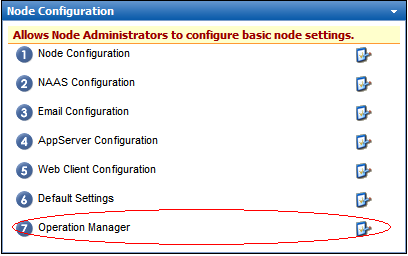 Node Configuration
Allows Node Administrators to configure basic node settings.
1 Node Configuration
2 NAAS Configuration
3 Email Configuration
4 AppServer Configuration
5 Web Client Configuration
6 Default Settings
7 Operation Manager